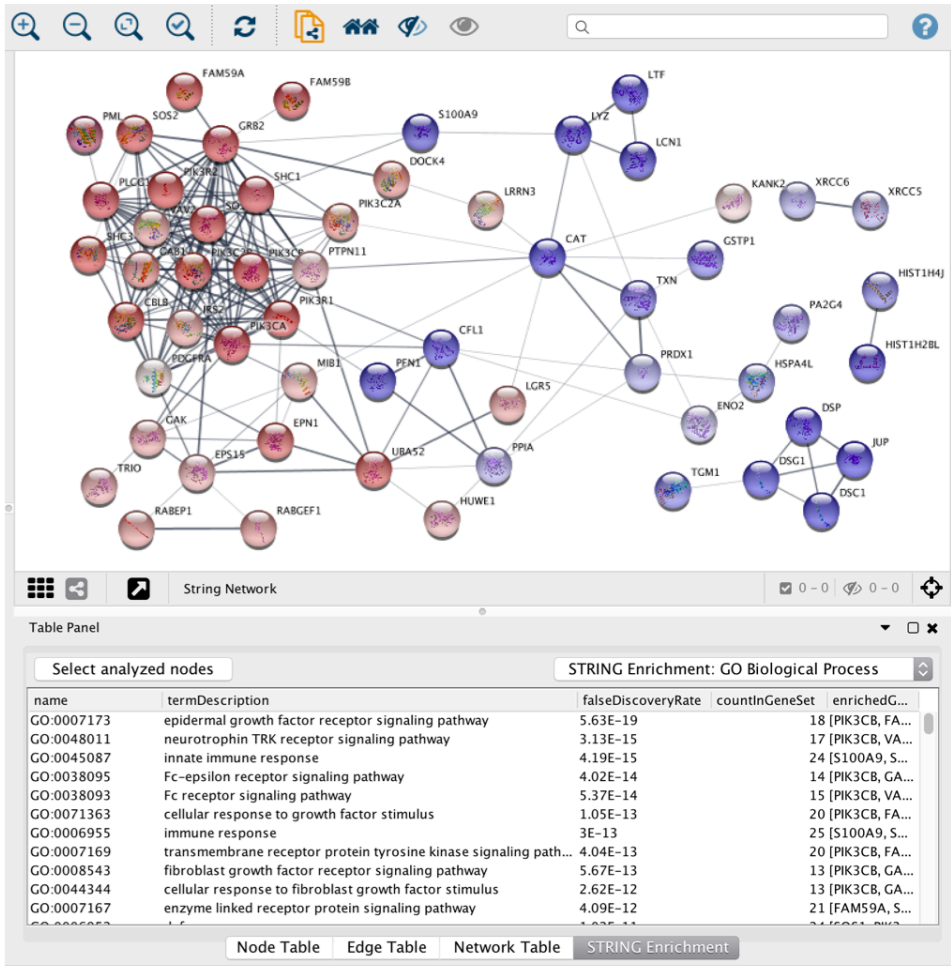 FAM59A
FAM59B
LTF
PML
SOS2
GRB2
S100A9
LYZ
LCN1
DOCK4
PLCG1
PIK3R2
SHC1
LRRN3
KANK2
XRCC6
XRCC5
VAV2
PIK3C2A
SHC3
CAT
GSTP1
GAB1
PIK3C2B
PIK3CB
PTPN11
TXN
HIST1H4J
CBLB
IRS2
PIK3R1
PA2G4
PIK3CA
CFL1
HIST1H2BL
PDGFRA
MIB1
PFN1
PRDX1
HSPA4L
LGR5
ENO2
DSP
GAK
EPN1
JUP
TRIO
EPS15
UBA52
PPIA
TGM1
DSG1
DSC1
RABEP1
RABGEF1
HUWE1
String Network
0 - 0
0 - 0
Table Panel
Select analyzed nodes
STRING Enrichment: GO Biological Process
name termDescription falseDiscoveryRate countInGeneSet enrichedG...
GO:0007173 epidermal growth factor receptor signaling pathway 5.63E-19 18 [PIK3CB, FA...
GO:0048011 neurotrophin TRK receptor signaling pathway 3.13E-15 17 [PIK3CB, VA...
GO:0045087 innate immune response 4.19E-15 24 [S100A9, S...
GO:0038095 Fc-epsilon receptor signaling pathway 4.02E-14 14 [PIK3CB, GA...
GO:0038093 Fc receptor signaling pathway 5.37E-14 15 [PIK3CB, VA...
GO:0071363 cellular response to growth factor stimulus 1.05E-13 20 [PIK3CB, FA...
GO:0006955 immune response 3E-13 25 [S100A9, S...
GO:0007169 transmembrane receptor protein tyrosine kinase signaling path... 4.04E-13 20 [PIK3CB, FA...
GO:0008543 fibroblast growth factor receptor signaling pathway 5.67E-13 13 [PIK3CB, GA...
GO:0044344 cellular response to fibroblast growth factor stimulus 2.62E-12 13 [PIK3CB, GA...
GO:0007167 enzyme linked receptor protein signaling pathway 4.09E-12 21 [FAM59A, S...
Node Table
Edge Table
Network Table
STRING Enrichment